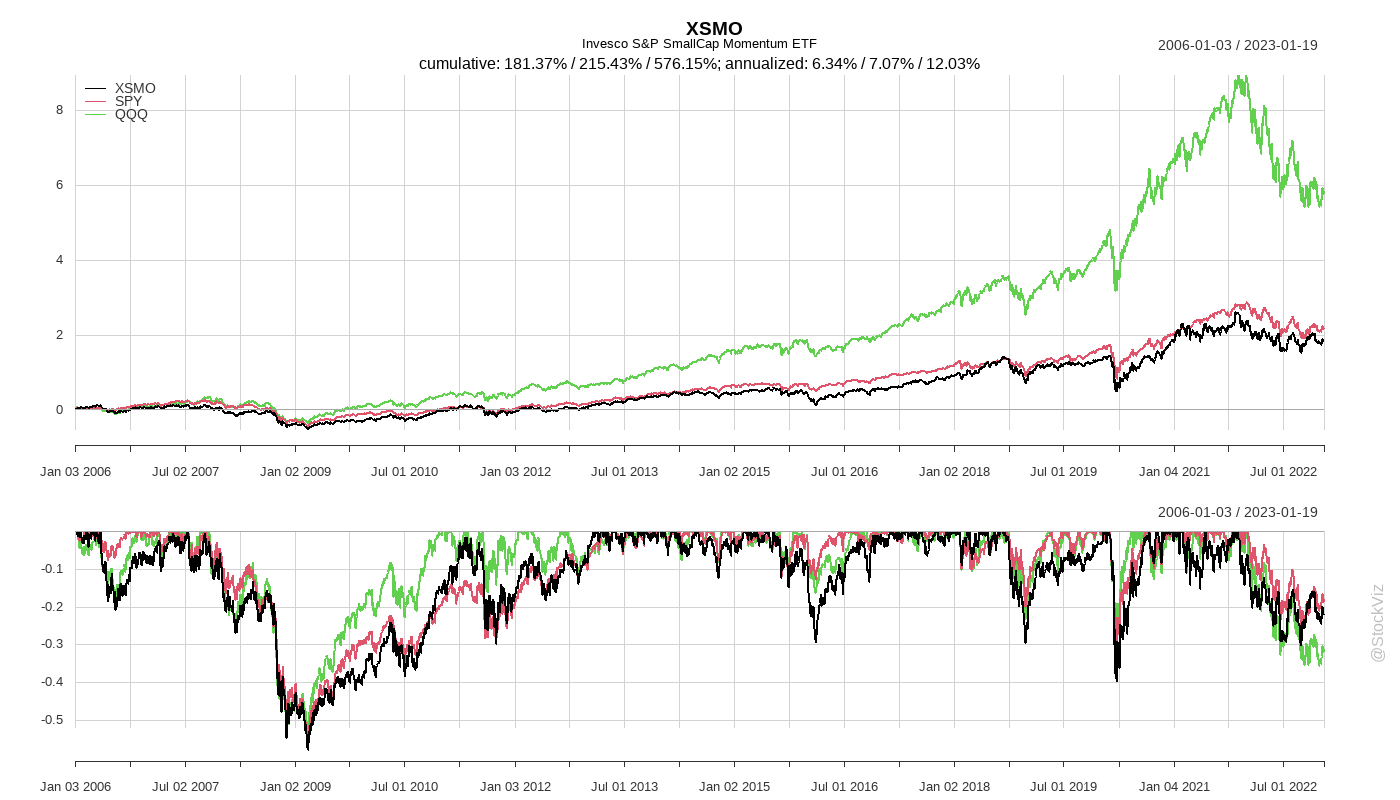 XSMO
Invesco S&P SmallCap Momentum ETF
2006-01-03 / 2023-01-19
cumulative: 181.37% / 215.43% / 576.15%; annualized: 6.34% / 7.07% / 12.03%
XSMO
SPY
QQQ
8
6
4
2
0
Jan 03 2006 Jul 02 2007 Jan 02 2009 Jul 01 2010 Jan 03 2012 Jul 01 2013 Jan 02 2015 Jul 01 2016 Jan 02 2018 Jul 01 2019 Jan 04 2021 Jul 01 2022
2006-01-03 / 2023-01-19
-0.1
-0.2
-0.3
-0.4
-0.5
Jan 03 2006 Jul 02 2007 Jan 02 2009 Jul 01 2010 Jan 03 2012 Jul 01 2013 Jan 02 2015 Jul 01 2016 Jan 02 2018 Jul 01 2019 Jan 04 2021 Jul 01 2022
@StockViz